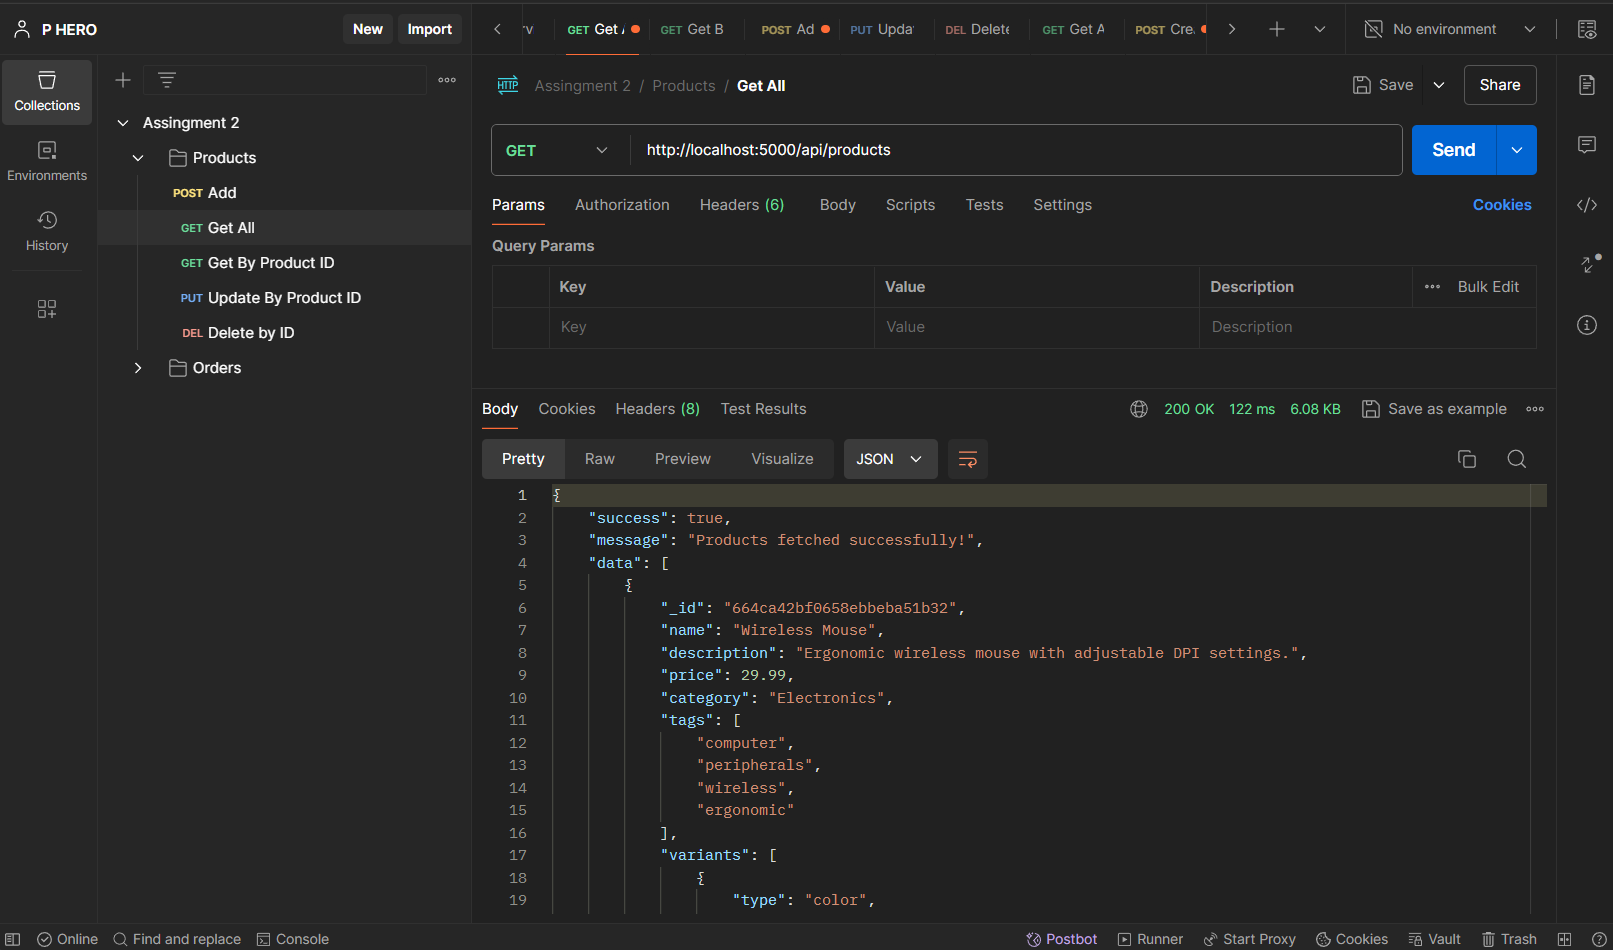 P HERO
New
Import
GET Get
GET Get B
POST Ad
PUT Upda
DEL Delete
GET Get A
POST Cre
No environment
Collections
Environments
History
Assingment 2
Products
POST Add
GET Get All
GET Get By Product ID
PUT Update By Product ID
DEL Delete by ID
Orders
HTTP Assingment 2 / Products / Get All
Save
Share
GET
http://localhost:5000/api/products
Send
Params Authorization Headers (6) Body Scripts Tests Settings Cookies
Query Params
Key Value Description Bulk Edit
Key Value Description
Body Cookies Headers (8) Test Results 200 OK 122 ms 6.08 KB Save as example
Pretty Raw Preview Visualize JSON
1 {
2 "success": true,
3 "message": "Products fetched successfully!",
4 "data": [
5 {
6 "_id": "664ca42bf0658ebbeba51b32",
7 "name": "Wireless Mouse",
8 "description": "Ergonomic wireless mouse with adjustable DPI settings.",
9 "price": 29.99,
10 "category": "Electronics",
11 "tags": [
12 "computer",
13 "peripherals",
14 "wireless",
15 "ergonomic"
16 ],
17 "variants": [
18 {
19 "type": "color",
Online Find and replace Console Postbot Runner Start Proxy Cookies Vault Trash